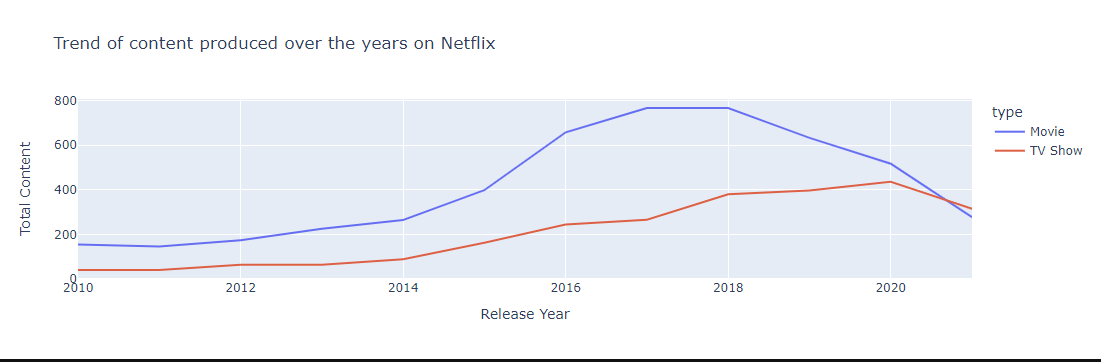 Trend of content produced over the years on Netflix
800
600
400
200
0
Total Content
2010
2012
2014
2016
2018
2020
Release Year
type
Movie
TV Show